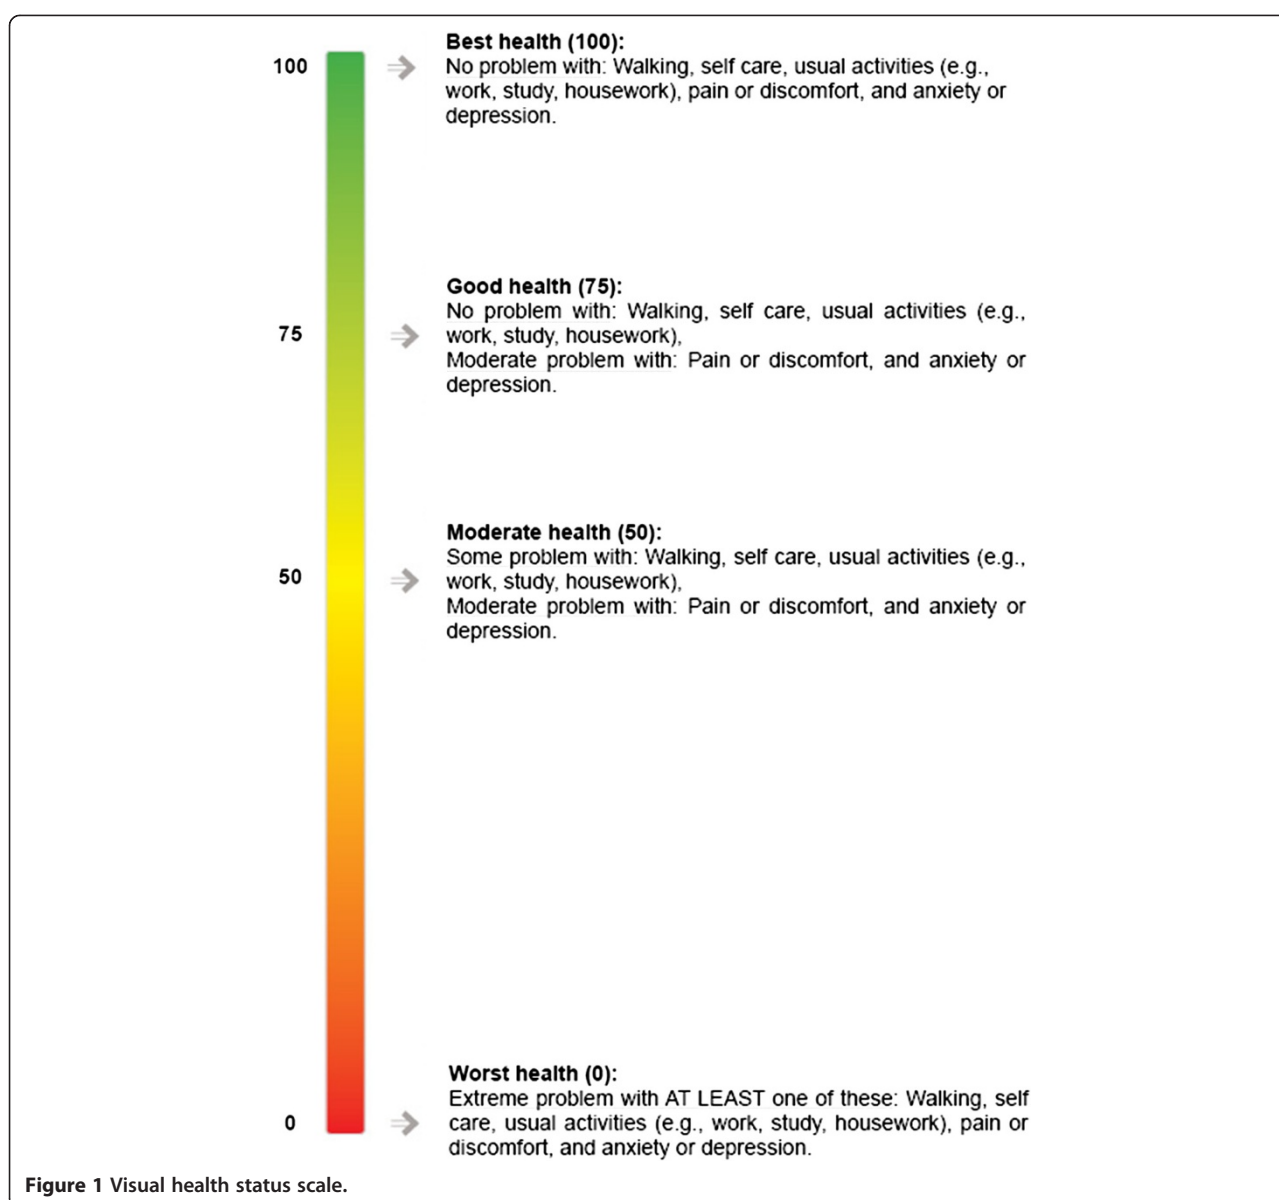 Best health (100):
100
No problem with: Walking, self care, usual activities (e.g.,
work, study, housework), pain or discomfort, and anxiety or
depression.
Good health (75):
No problem with: Walking, self care, usual activities (e.g.,
75
work, study, housework),
Moderate problem with: Pain or discomfort, and anxiety or
depression.
Moderate health (50):
Some problem with: Walking, self care, usual activities (e.g.,
50
work, study, housework),
Moderate problem with: Pain or discomfort, and anxiety or
depression.
Worst health (0):
Extreme problem with AT LEAST one of these: Walking, self
0
care, usual activities (e.g., work, study, housework), pain or
discomfort, and anxiety or depression.
Figure 1 Visual health status scale.